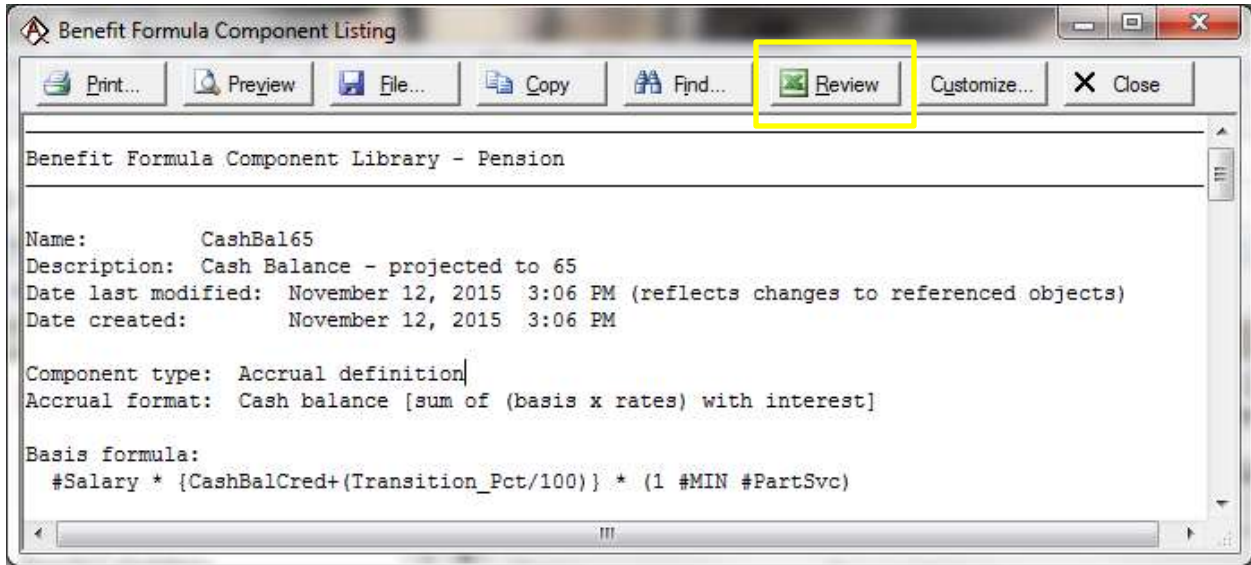 Benefit Formula Component Listing
Print... Preview File... Copy Find... Review Customize... Close
Benefit Formula Component Library - Pension
Name: CashBal65
Description: Cash Balance - projected to 65
Date last modified: November 12, 2015 3:06 PM (reflects changes to referenced objects)
Date created: November 12, 2015 3:06 PM
Component type: Accrual definition
Accrual format: Cash balance [sum of (basis x rates) with interest]
Basis formula:
#Salary * {CashBalCred+(Transition_Pct/100)} * (1 #MIN #PartSvc)